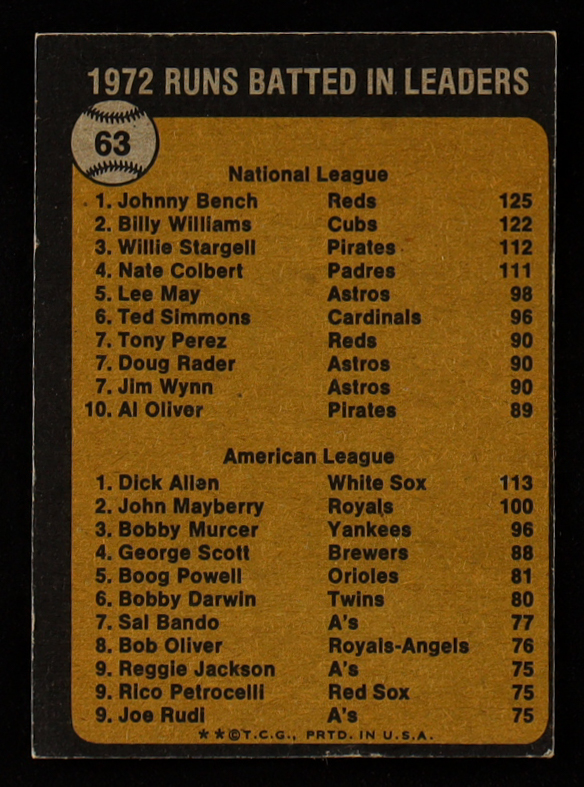 1972 RUNS BATTED IN LEADERS
63
National League
1. Johnny Bench Reds 125
2. Billy Williams Cubs 122
3. Willie Stargell Pirates 112
4. Nate Colbert Padres 111
5. Lee May Astros 98
6. Ted Simmons Cardinals 96
7. Tony Perez Reds 90
7. Doug Rader Astros 90
7. Jim Wynn Astros 90
10. Al Oliver Pirates 89
American League
1. Dick Allen White Sox 113
2. John Mayberry Royals 100
3. Bobby Murcer Yankees 96
4. George Scott Brewers 88
5. Boog Powell Orioles 81
6. Bobby Darwin Twins 80
7. Sal Bando A's 77
8. Bob Oliver Royals-Angels 76
9. Reggie Jackson A's 75
9. Rico Petrocelli Red Sox 75
9. Joe Rudi A's 75
**©T.C.G., PRTD. IN U.S.A.